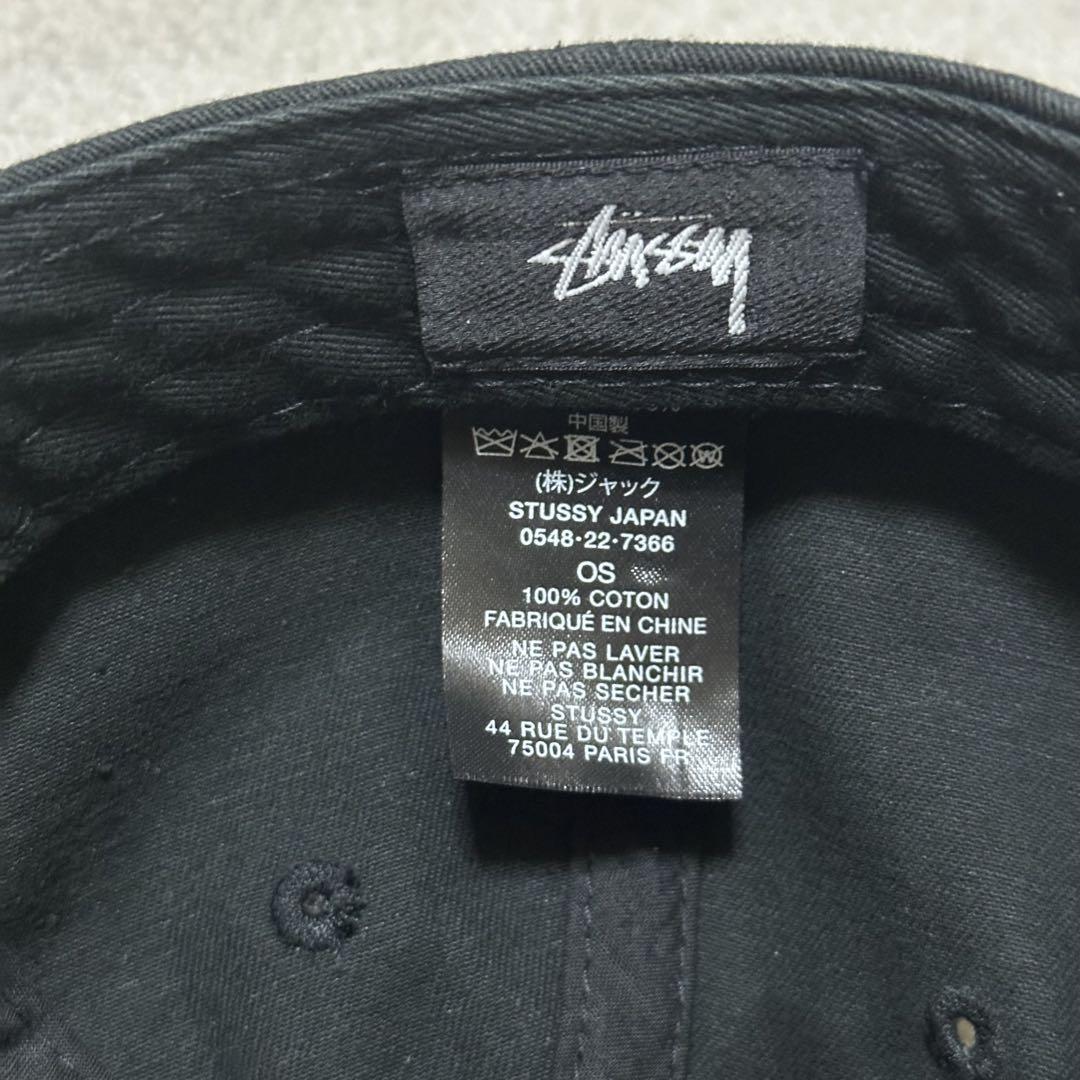 Stüssy
中国製
(株)ジャック
STUSSY JAPAN
0548・22・7366
OS
100% COTON
FABRIQUÉ EN CHINE
NE PAS LAVER
NE PAS BLANCHIR
NE PAS SECHER
STUSSY
44 RUE DU TEMPLE
75004 PARIS FR